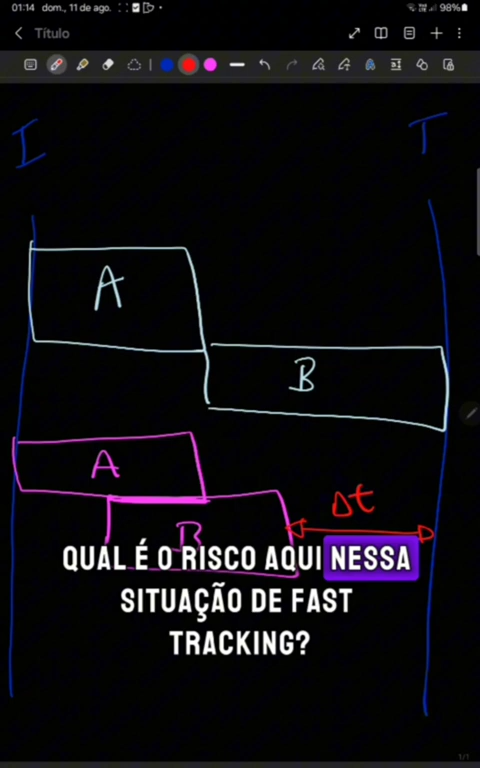 01:14 dom., 11 de ago.
98%
Título
I
T
A
B
A
Δt
B
QUAL É O RISCO AQUI NESSA
SITUAÇÃO DE FAST
TRACKING?
1/1